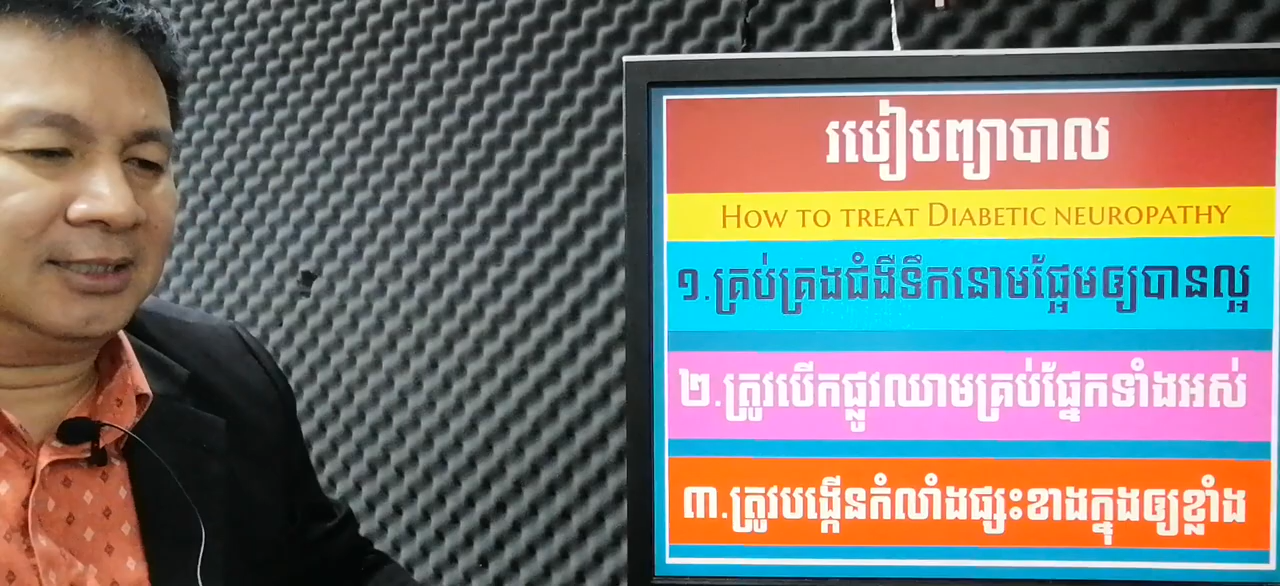 របៀបព្យាបាល
HOW TO TREAT DIABETIC NEUROPATHY
១.គ្រប់គ្រងជំងឺទឹកនោមផ្អែមឲ្យបានល្អ
២.ត្រូវបើកផ្លូវឈាមគ្រប់ផ្នែកទាំងអស់
៣.ត្រូវបង្កើនកំលាំងផ្សះខាងក្នុងឲ្យខ្លាំង